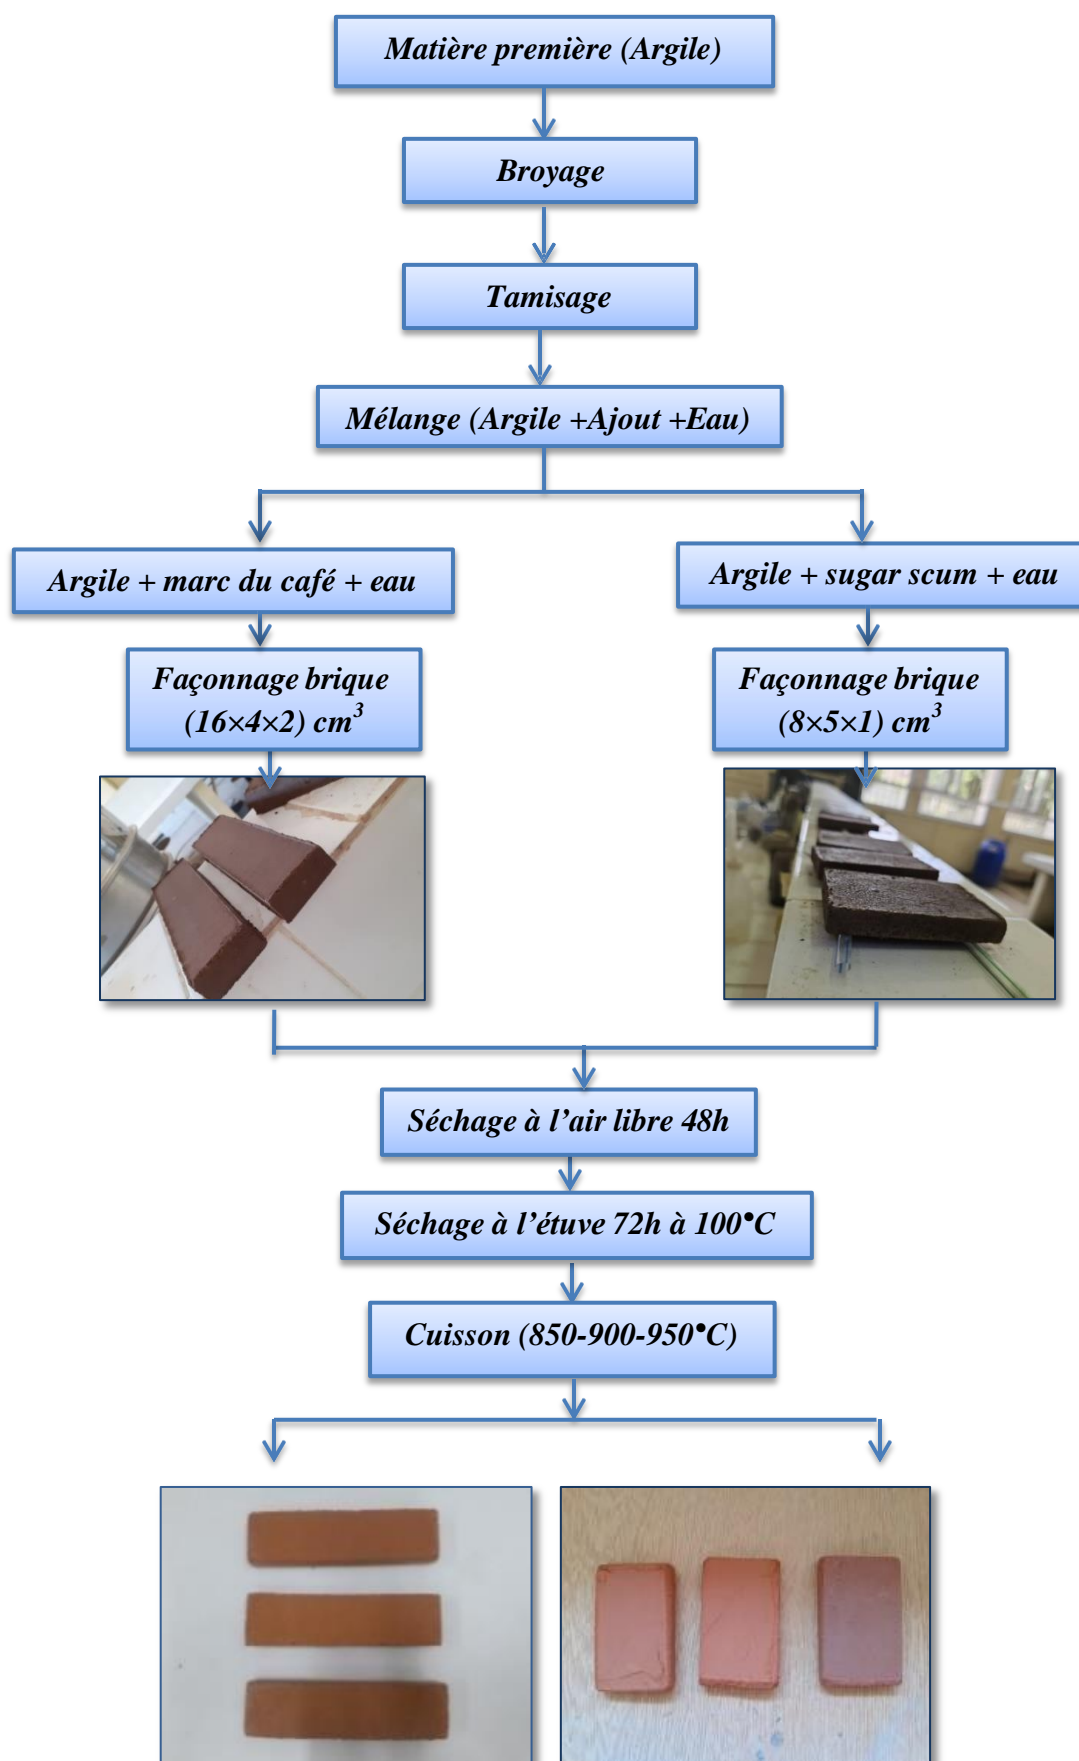 Matière première (Argile)
Broyage
Tamisage
Mélange (Argile +Ajout +Eau)
Argile + marc du café + eau
Argile + sugar scum + eau
Façonnage brique
(16×4×2) cm³
Façonnage brique
(8×5×1) cm³
Séchage à l’air libre 48h
Séchage à l’étuve 72h à 100°C
Cuisson (850-900-950°C)